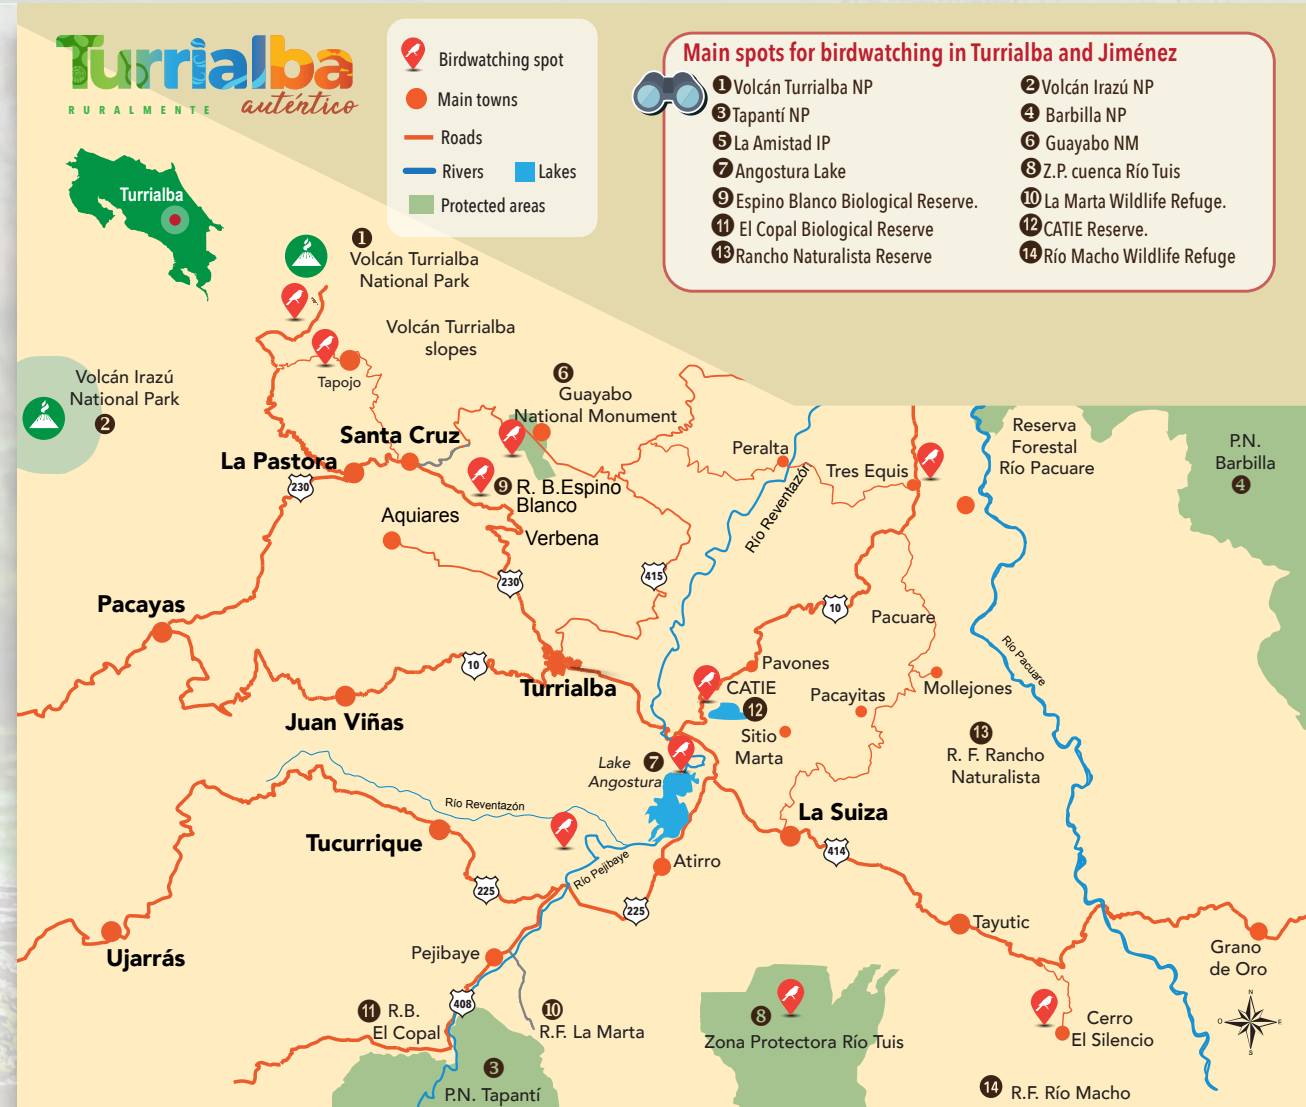 Turrialba
RURALMENTE auténtico
Birdwatching spot
Main towns
Roads
Rivers Lakes
Protected areas
Main spots for birdwatching in Turrialba and Jiménez
1 Volcán Turrialba NP
2 Volcán Irazú NP
3 Tapantí NP
4 Barbilla NP
5 La Amistad IP
6 Guayabo NM
7 Angostura Lake
8 Z.P. cuenca Río Tuis
9 Espino Blanco Biological Reserve.
10 La Marta Wildlife Refuge.
11 El Copal Biological Reserve
12 CATIE Reserve.
13 Rancho Naturalista Reserve
14 Río Macho Wildlife Refuge
Turrialba
1
Volcán Turrialba
National Park
Volcán Turrialba
slopes
Tapojo
Volcán Irazú
National Park
2
6
Guayabo
National Monument
Santa Cruz
La Pastora
230
9 R. B.Espino
Blanco
Aquiares
Verbena
230
415
Peralta
Río Reventazón
Tres Equis
Reserva
Forestal
Río Pacuare
P.N.
Barbilla
4
Pacayas
10
Pacuare
Río Pacuare
10
Turrialba
Juan Viñas
Pavones
CATIE
12
Sitio
Marta
Pacayitas
Mollejones
13
R. F. Rancho
Naturalista
Lake 7
Angostura
Río Reventazón
Tucurrique
La Suiza
414
225
Río Pejibaye
Atirro
225
Ujarrás
Pejibaye
Tayutic
Grano
de Oro
408
11 R.B.
El Copal
10
R.F. La Marta
8
Zona Protectora Río Tuis
Cerro
El Silencio
N
O E
S
3
P.N. Tapantí
14 R.F. Río Macho